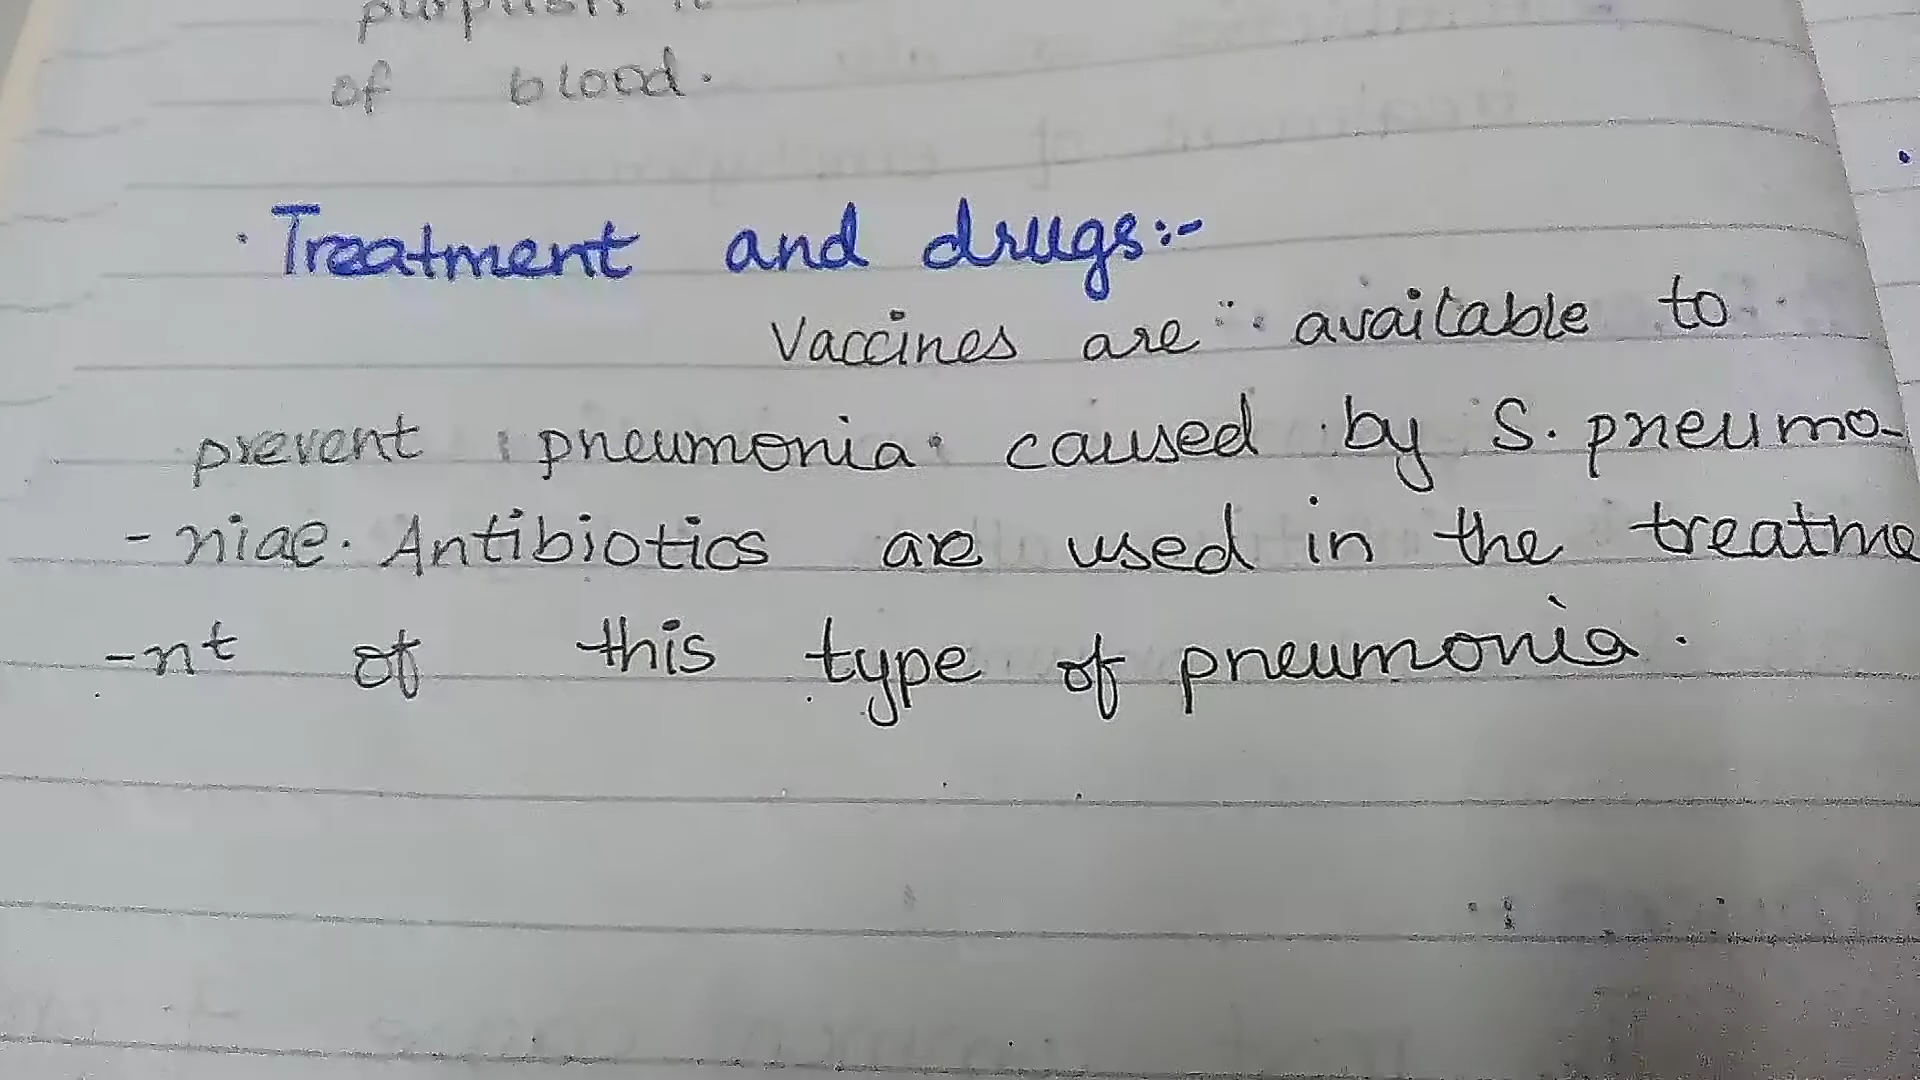 of blood.
· Treatment and drugs:-
Vaccines are available to
prevent pneumonia caused by S. pneumo-
- niae. Antibiotics are used in the treatme
-nt of this type of pneumonia.